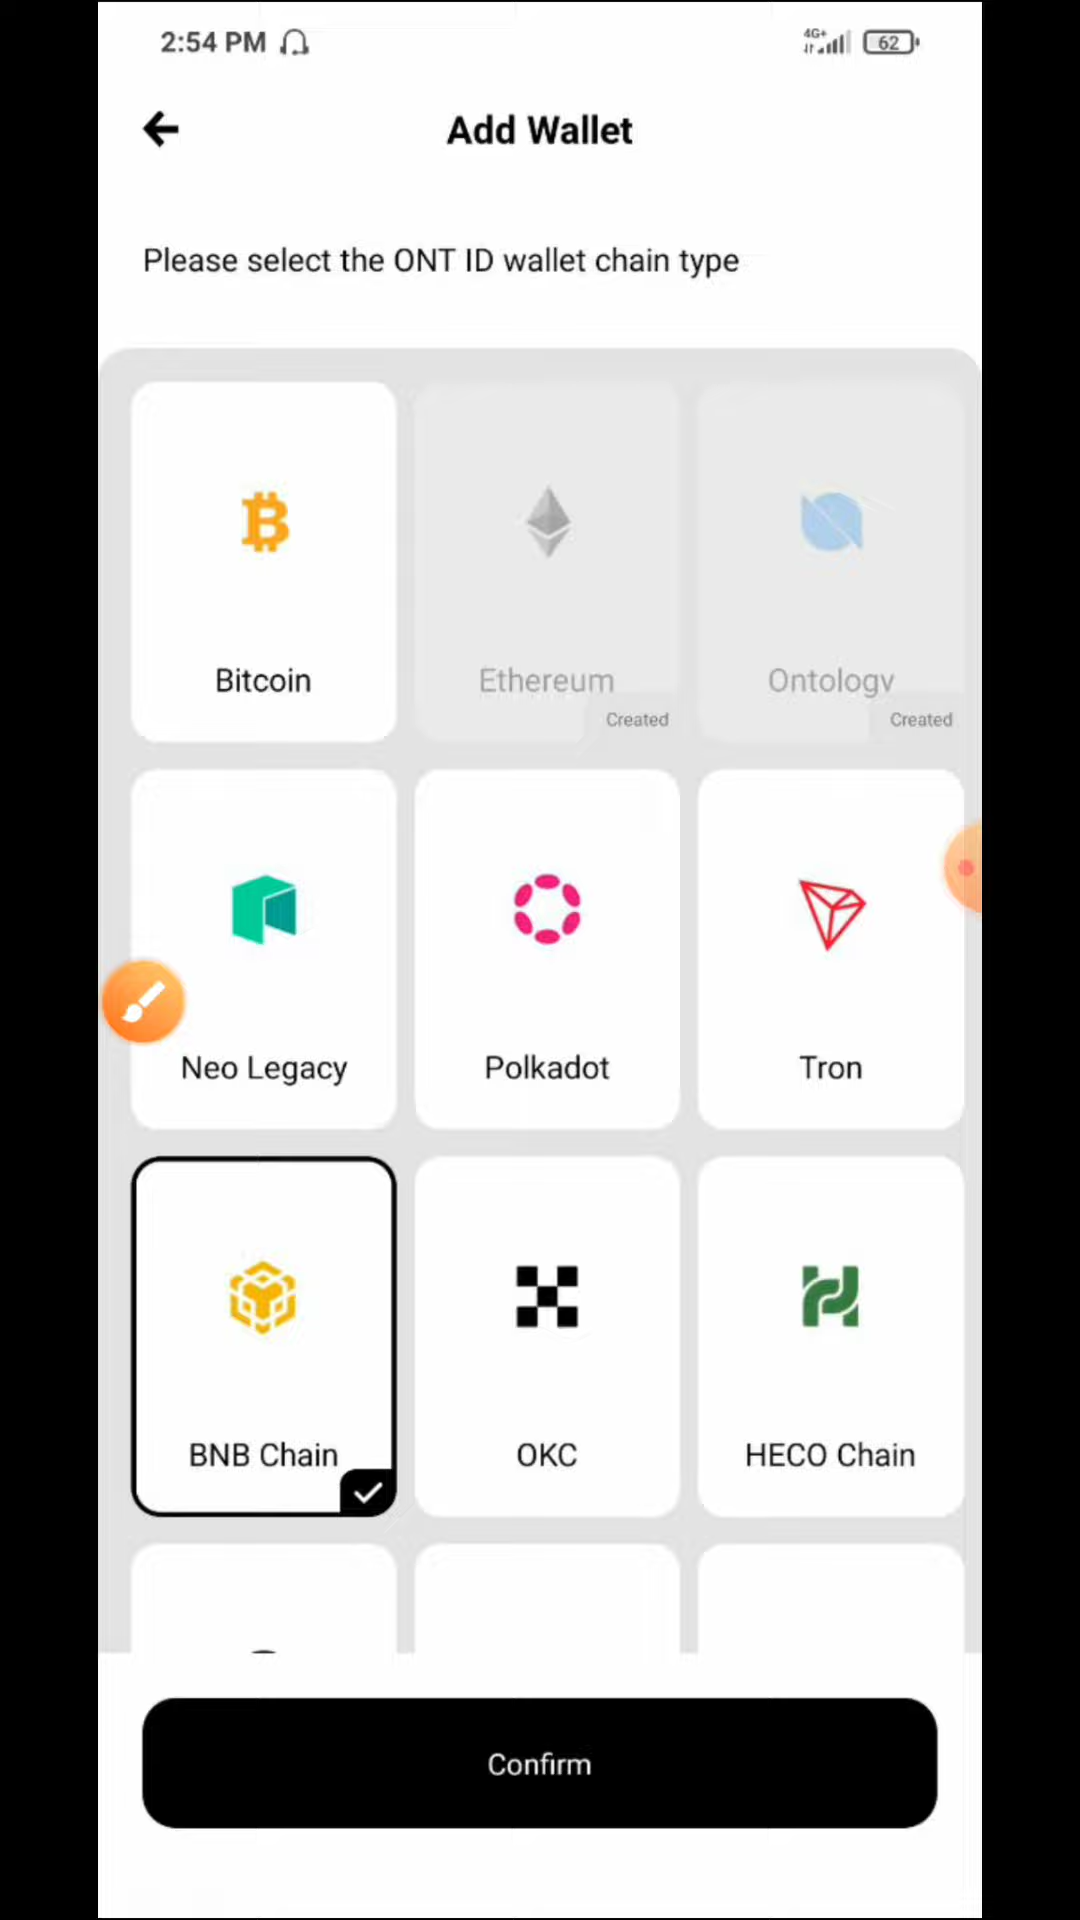 2:54 PM
4G+
62
Add Wallet
Please select the ONT ID wallet chain type
Bitcoin
Ethereum
Created
Ontology
Created
Neo Legacy
Polkadot
Tron
BNB Chain
OKC
HECO Chain
Confirm